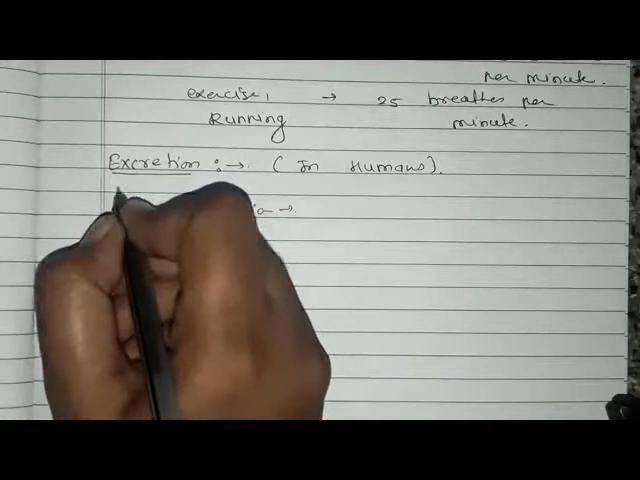 per minute.
exercise, → 25 breathes per
Running minute.
Excretion :→. ( In Humans).
→.